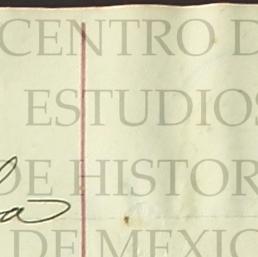 CENTRO D
ESTUDIOS
DE HISTOR
DE MEXIC